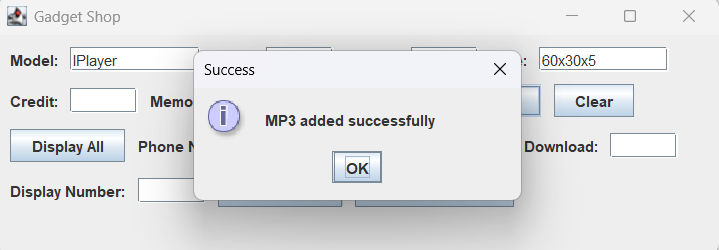 Gadget Shop
Model: IPlayer 60x30x5
Success
Credit: Memo Clear
MP3 added successfully
Display All Phone N Download:
OK
Display Number: